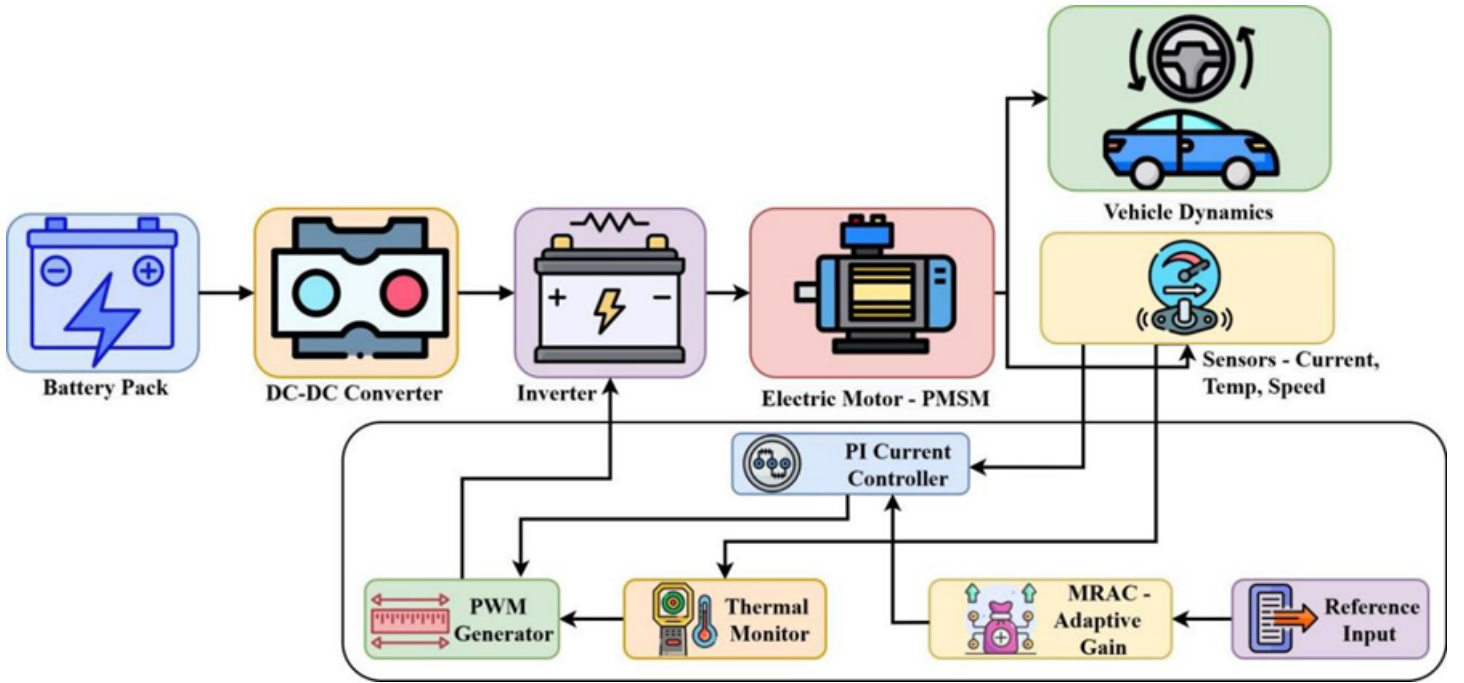 Vehicle Dynamics
Battery Pack
DC-DC Converter
Inverter
Electric Motor - PMSM
Sensors - Current,
Temp, Speed
PI Current
Controller
PWM
Generator
Thermal
Monitor
MRAC -
Adaptive
Gain
Reference
Input